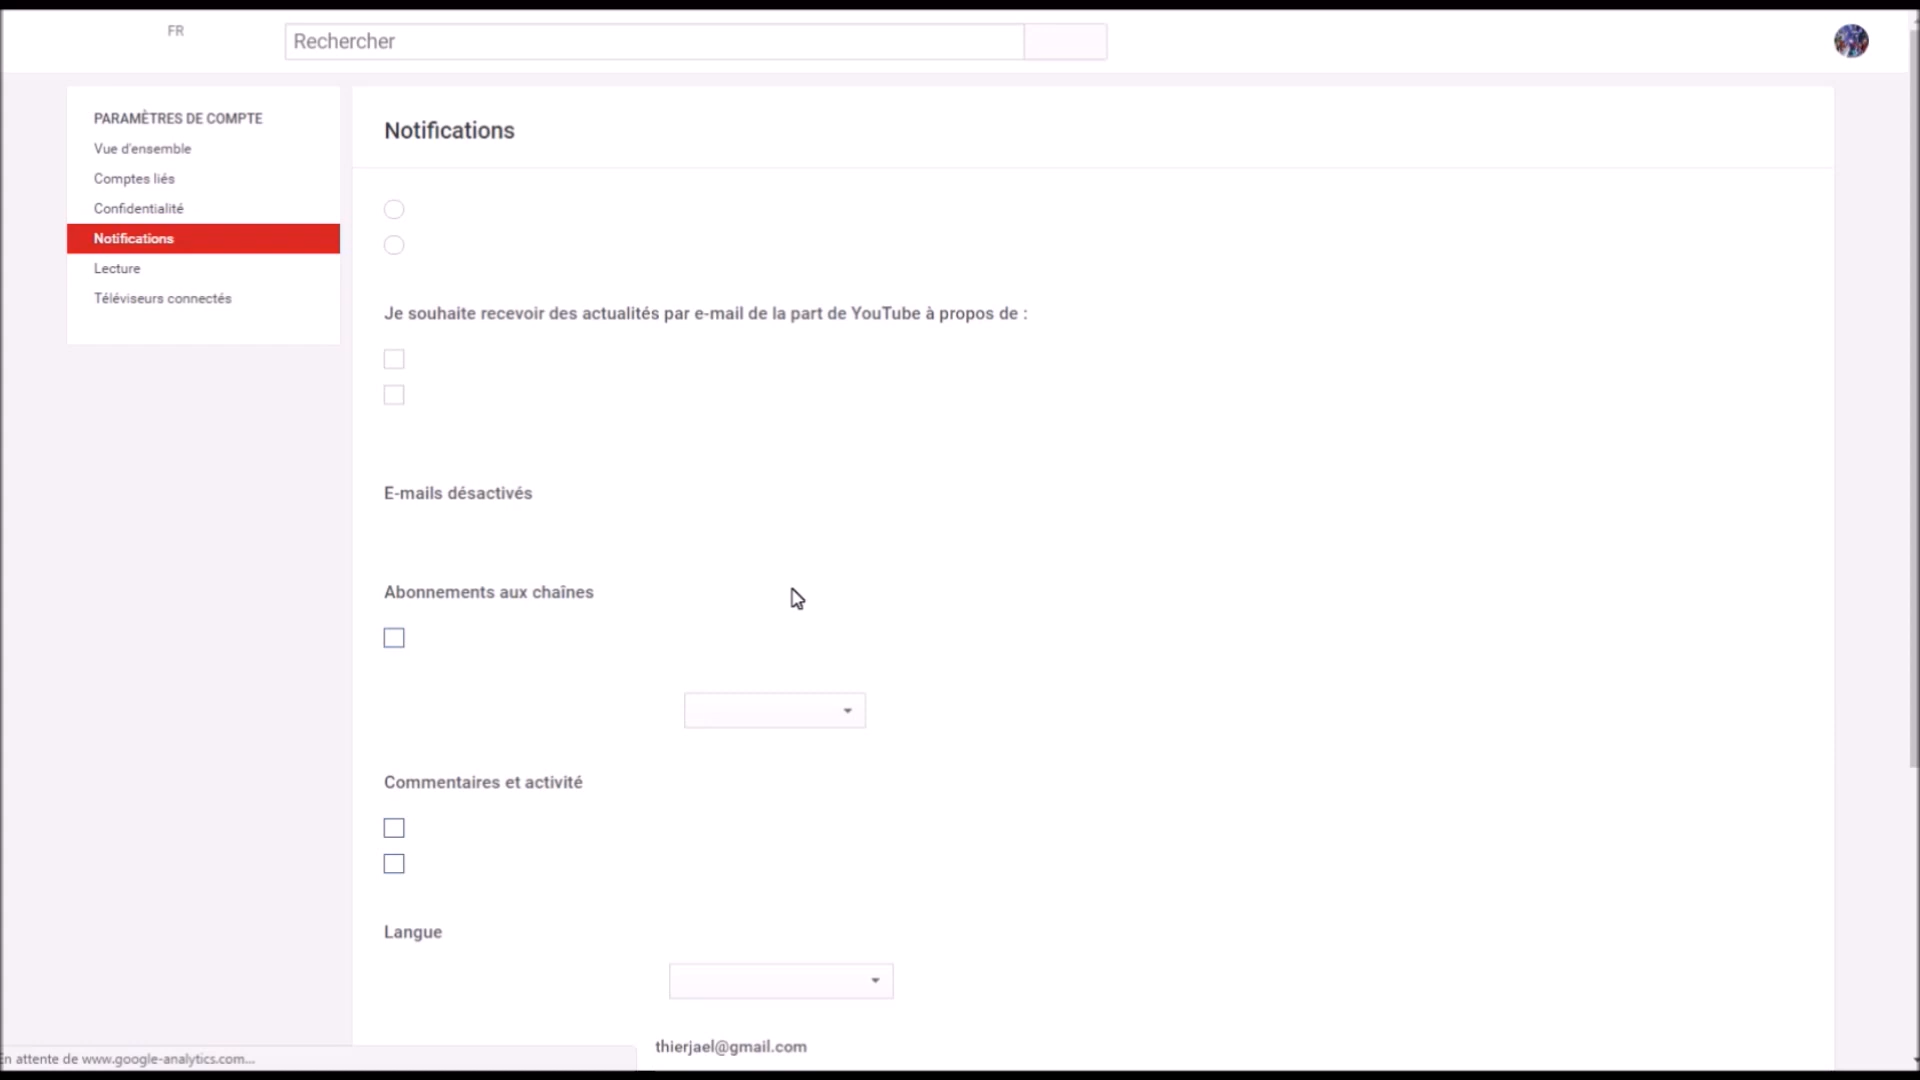 FR
Rechercher
PARAMÈTRES DE COMPTE
Vue d'ensemble
Comptes liés
Confidentialité
Notifications
Lecture
Téléviseurs connectés
Notifications
Je souhaite recevoir des actualités par e-mail de la part de YouTube à propos de :
E-mails désactivés
Abonnements aux chaînes
Commentaires et activité
Langue
thierjael@gmail.com
En attente de www.google-analytics.com...